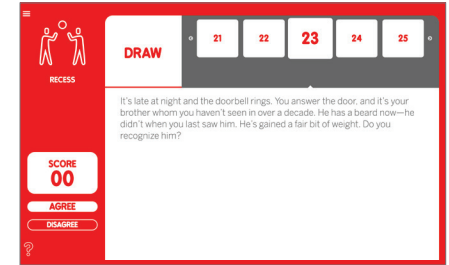 RECESS
DRAW
21
22
23
24
25
It's late at night and the doorbell rings. You answer the door, and it's your
brother whom you haven't seen in over a decade. He has a beard now—he
didn't when you last saw him. He's gained a fair bit of weight. Do you
recognize him?
SCORE
00
AGREE
DISAGREE
?